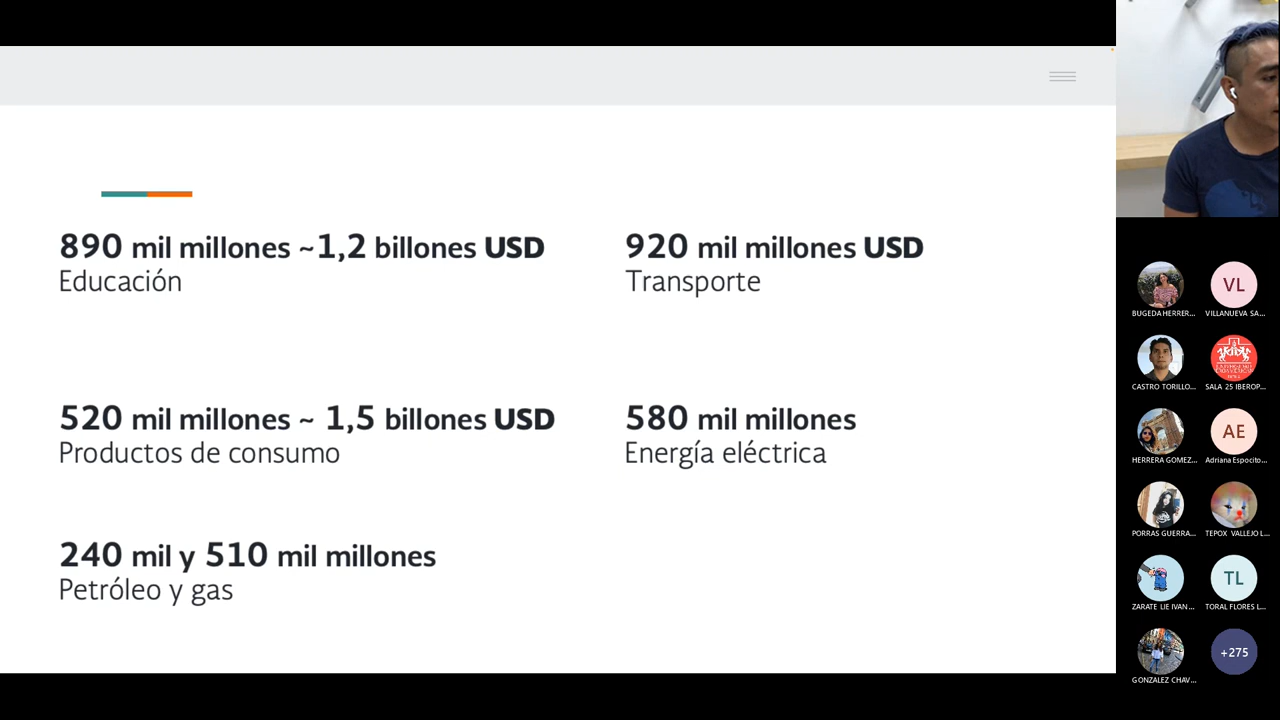 890 mil millones ~1,2 billones USD
Educación
920 mil millones USD
Transporte
520 mil millones ~ 1,5 billones USD
Productos de consumo
580 mil millones
Energía eléctrica
240 mil y 510 mil millones
Petróleo y gas
BUGEDA HERRER...
VL
VILLANUEVA SA...
CASTRO TORILLO...
SALA 25 IBEROP...
HERRERA GOMEZ...
AE
Adriana Esposito...
PORRAS GUERRA...
TEPOX VALLEJO L...
ZARATE LIE IVAN ...
TL
TORAL FLORES L...
GONZALEZ CHAV...
+275